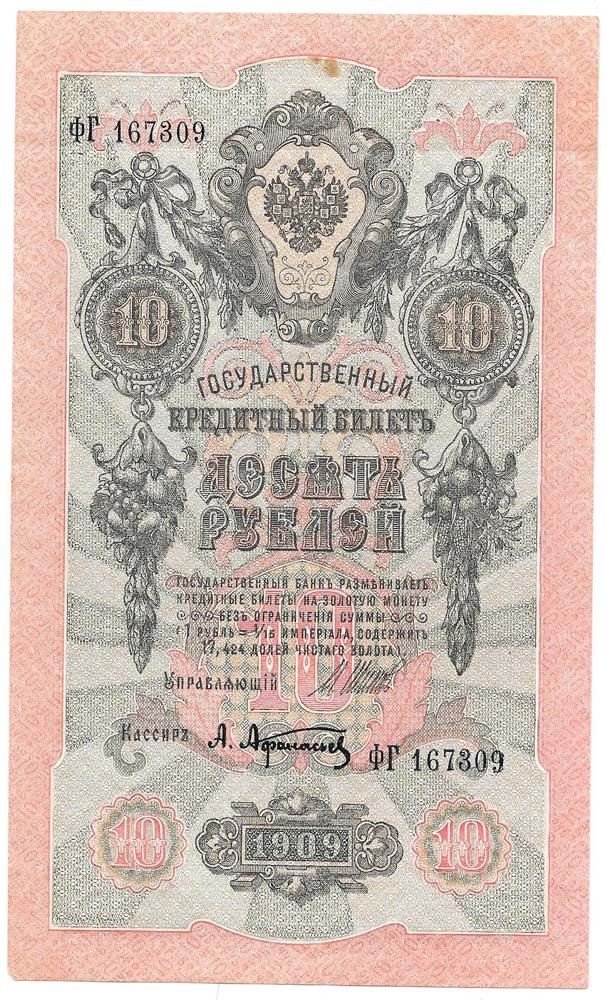 ФГ 167309
10 10
ГОСУДАРСТВЕННЫЙ
КРЕДИТНЫЙ БИЛЕТЪ
ДЕСЯТЬ
РУБЛЕЙ
ГОСУДАРСТВЕННЫЙ БАНКЪ РАЗМѢНИВАЕТЪ
КРЕДИТНЫЕ БИЛЕТЫ НА ЗОЛОТУЮ МОНЕТУ
БЕЗЪ ОГРАНИЧЕНІЯ СУММЫ
(1 РУБЛЬ = 1/15 ИМПЕРІАЛА, СОДЕРЖИТЪ
17,424 ДОЛЕЙ ЧИСТАГО ЗОЛОТА).
10
УПРАВЛЯЮЩІЙ
Кассиръ А. Афанасьев
ФГ 167309
10 1909 10